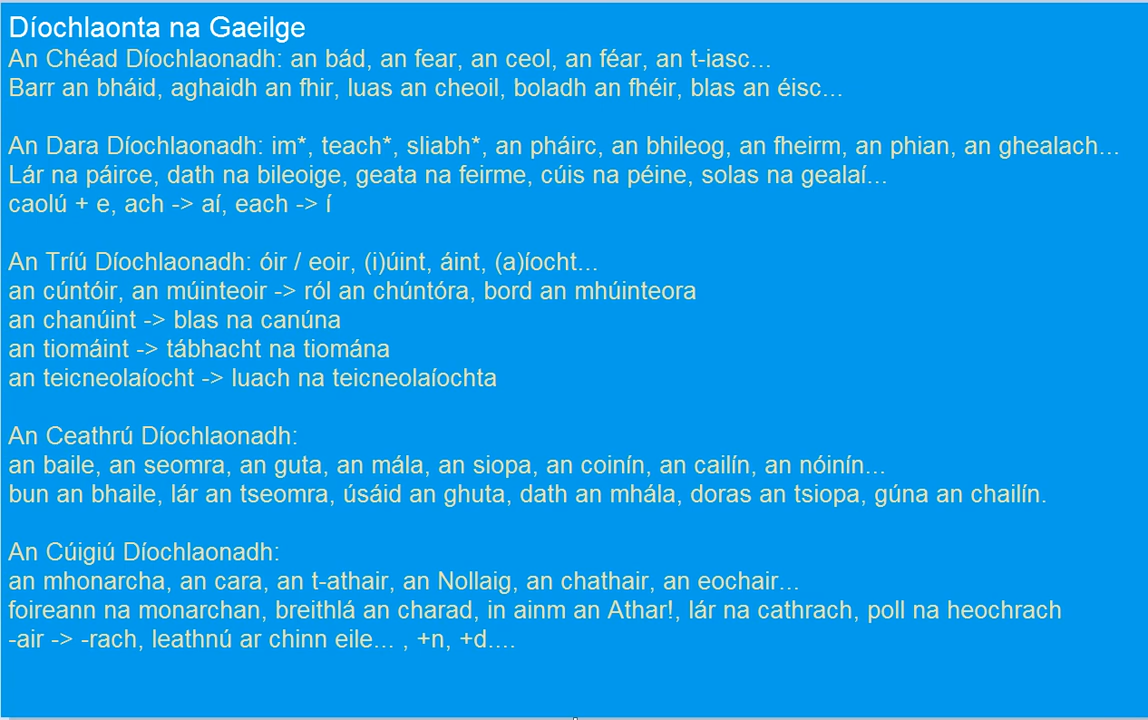 Díochlaonta na Gaeilge
An Chéad Díochlaonadh: an bád, an fear, an ceol, an féar, an t-iasc...
Barr an bháid, aghaidh an fhir, luas an cheoil, boladh an fhéir, blas an éisc...
An Dara Díochlaonadh: im*, teach*, sliabh*, an pháirc, an bhileog, an fheirm, an phian, an ghealach...
Lár na páirce, dath na bileoige, geata na feirme, cúis na péine, solas na gealaí...
caolú + e, ach -> aí, each -> í
An Tríú Díochlaonadh: óir / eoir, (i)úint, áint, (a)íocht...
an cúntóir, an múinteoir -> ról an chúntóra, bord an mhúinteora
an chanúint -> blas na canúna
an tiomáint -> tábhacht na tiomána
an teicneolaíocht -> luach na teicneolaíochta
An Ceathrú Díochlaonadh:
an baile, an seomra, an guta, an mála, an siopa, an coinín, an cailín, an nóinín...
bun an bhaile, lár an tseomra, úsáid an ghuta, dath an mhála, doras an tsiopa, gúna an chailín.
An Cúigiú Díochlaonadh:
an mhonarcha, an cara, an t-athair, an Nollaig, an chathair, an eochair...
foireann na monarchan, breithlá an charad, in ainm an Athar!, lár na cathrach, poll na heochrach
-air -> -rach, leathnú ar chinn eile... , +n, +d....